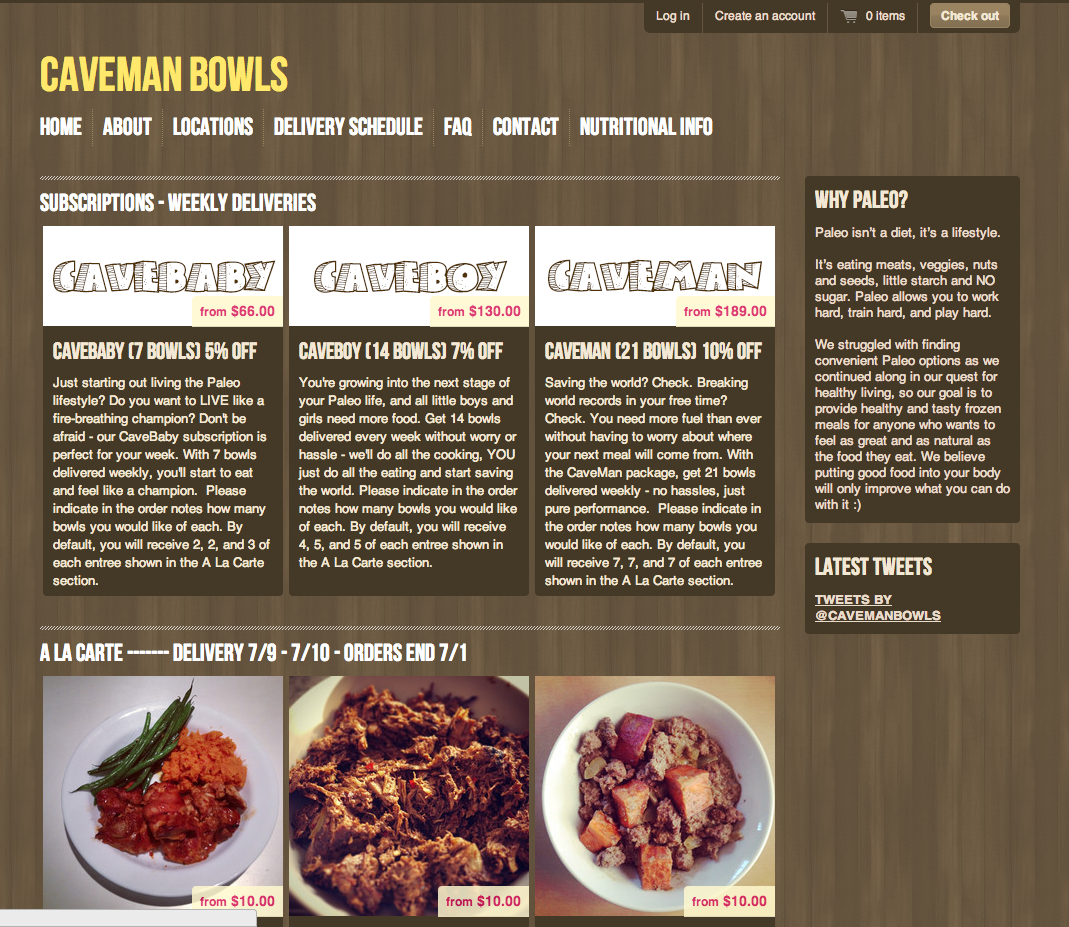 Log in
Create an account
0 items
Check out
CAVEMAN BOWLS
HOME
ABOUT
LOCATIONS
DELIVERY SCHEDULE
FAQ
CONTACT
NUTRITIONAL INFO
SUBSCRIPTIONS - WEEKLY DELIVERIES
CAVEBABY
from $66.00
CAVEBABY (7 BOWLS) 5% OFF
Just starting out living the Paleo
lifestyle? Do you want to LIVE like a
fire-breathing champion? Don't be
afraid - our CaveBaby subscription is
perfect for your week. With 7 bowls
delivered weekly, you'll start to eat
and feel like a champion.  Please
indicate in the order notes how many
bowls you would like of each. By
default, you will receive 2, 2, and 3 of
each entree shown in the A La Carte
section.
CAVEBOY
from $130.00
CAVEBOY (14 BOWLS) 7% OFF
You're growing into the next stage of
your Paleo life, and all little boys and
girls need more food. Get 14 bowls
delivered every week without worry or
hassle - we'll do all the cooking, YOU
just do all the eating and start saving
the world. Please indicate in the order
notes how many bowls you would like
of each. By default, you will receive
4, 5, and 5 of each entree shown in
the A La Carte section.
CAVEMAN
from $189.00
CAVEMAN (21 BOWLS) 10% OFF
Saving the world? Check. Breaking
world records in your free time?
Check. You need more fuel than ever
without having to worry about where
your next meal will come from. With
the CaveMan package, get 21 bowls
delivered weekly - no hassles, just
pure performance.  Please indicate in
the order notes how many bowls you
would like of each. By default, you
will receive 7, 7, and 7 of each entree
shown in the A La Carte section.
WHY PALEO?
Paleo isn't a diet, it's a lifestyle.
It's eating meats, veggies, nuts
and seeds, little starch and NO
sugar. Paleo allows you to work
hard, train hard, and play hard.
We struggled with finding
convenient Paleo options as we
continued along in our quest for
healthy living, so our goal is to
provide healthy and tasty frozen
meals for anyone who wants to
feel as great and as natural as
the food they eat. We believe
putting good food into your body
will only improve what you can do
with it :)
LATEST TWEETS
TWEETS BY
@CAVEMANBOWLS
A LA CARTE ------- DELIVERY 7/9 - 7/10 - ORDERS END 7/1
from $10.00
from $10.00
from $10.00